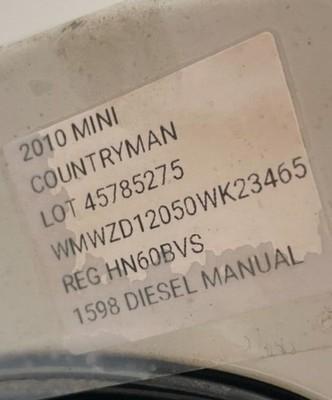 2010 MINI
COUNTRYMAN
LOT 45785275
WMWZD12050WK23465
REG HN60BVS
1598 DIESEL MANUAL